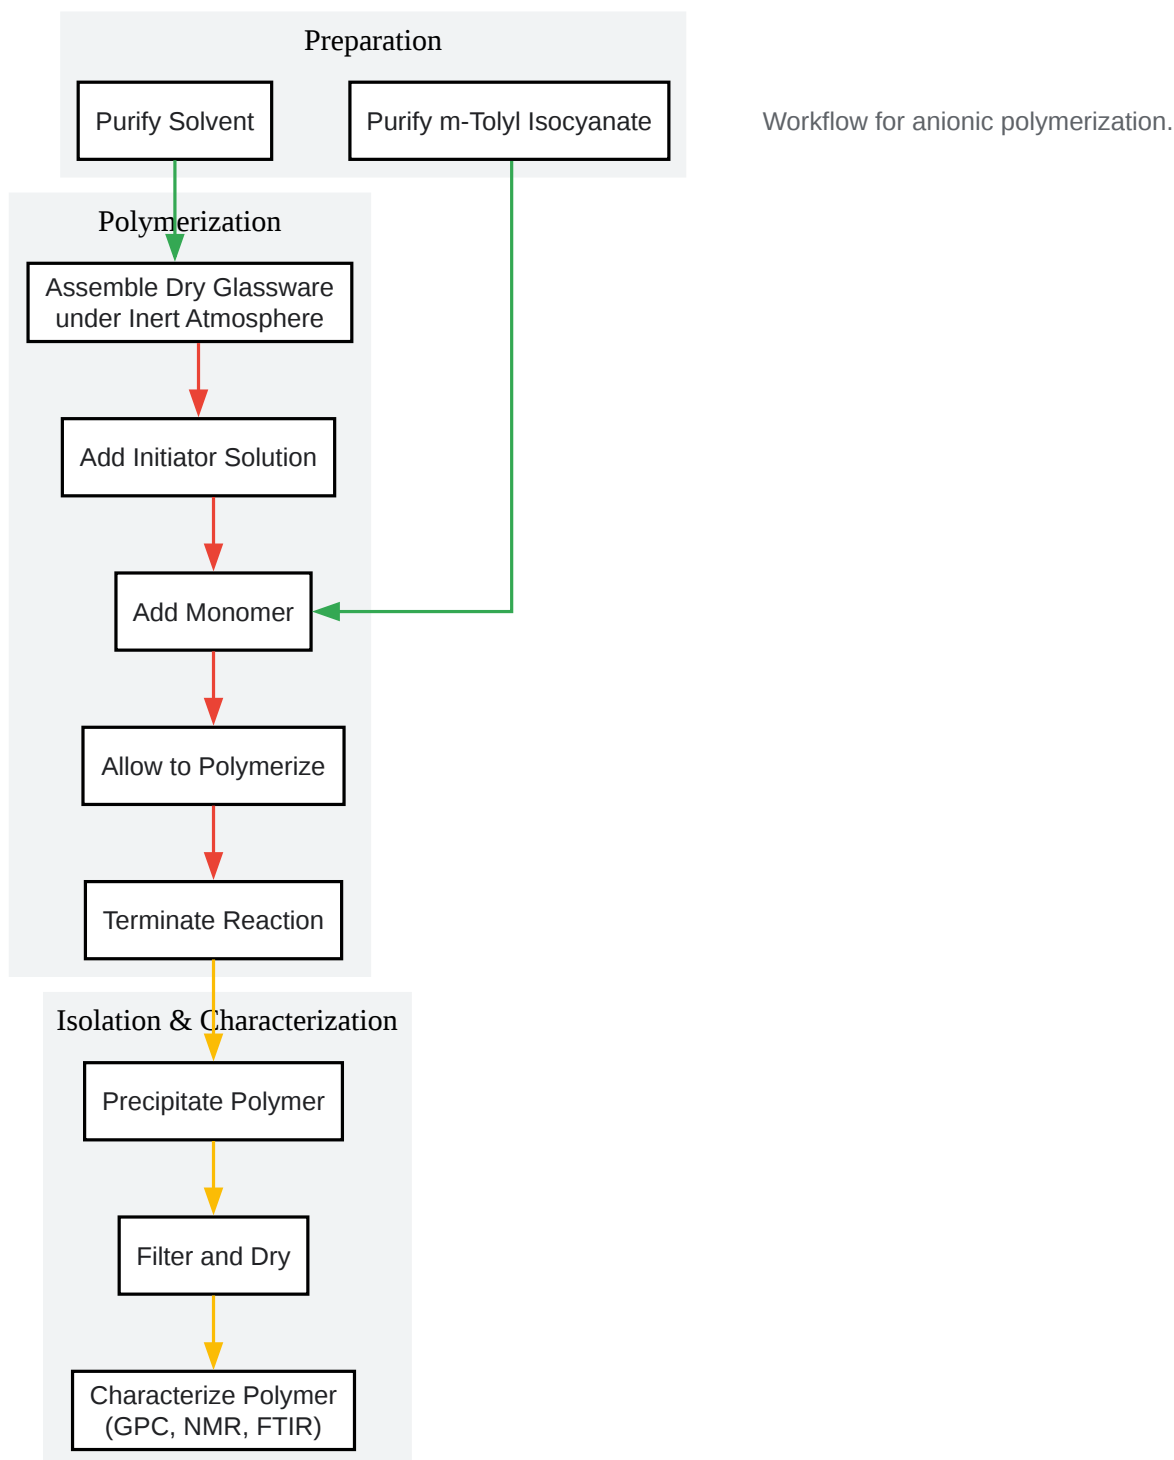 Preparation
Purify Solvent
Purify m-Tolyl Isocyanate
Workflow for anionic polymerization.
Polymerization
Assemble Dry Glassware
under Inert Atmosphere
Add Initiator Solution
Add Monomer
Allow to Polymerize
Terminate Reaction
Isolation & Characterization
Precipitate Polymer
Filter and Dry
Characterize Polymer
(GPC, NMR, FTIR)